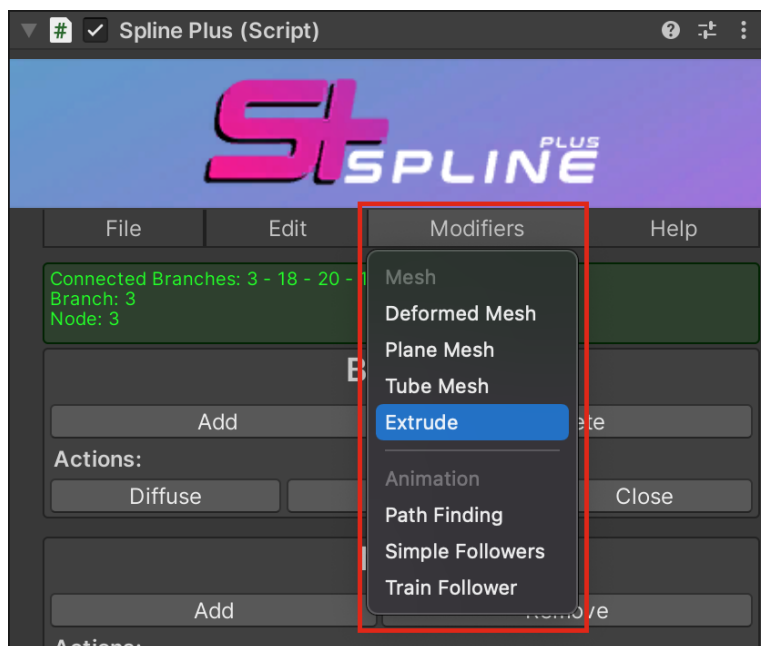 # Spline Plus (Script)
S+ SPLINE PLUS
File Edit Modifiers Help
Connected Branches: 3 - 18 - 20 - 1
Branch: 3
Node: 3
Mesh
Deformed Mesh
Plane Mesh
Tube Mesh
Extrude
B
Add ete
Actions:
Diffuse Close
Animation
Path Finding
Simple Followers
Train Follower
Add